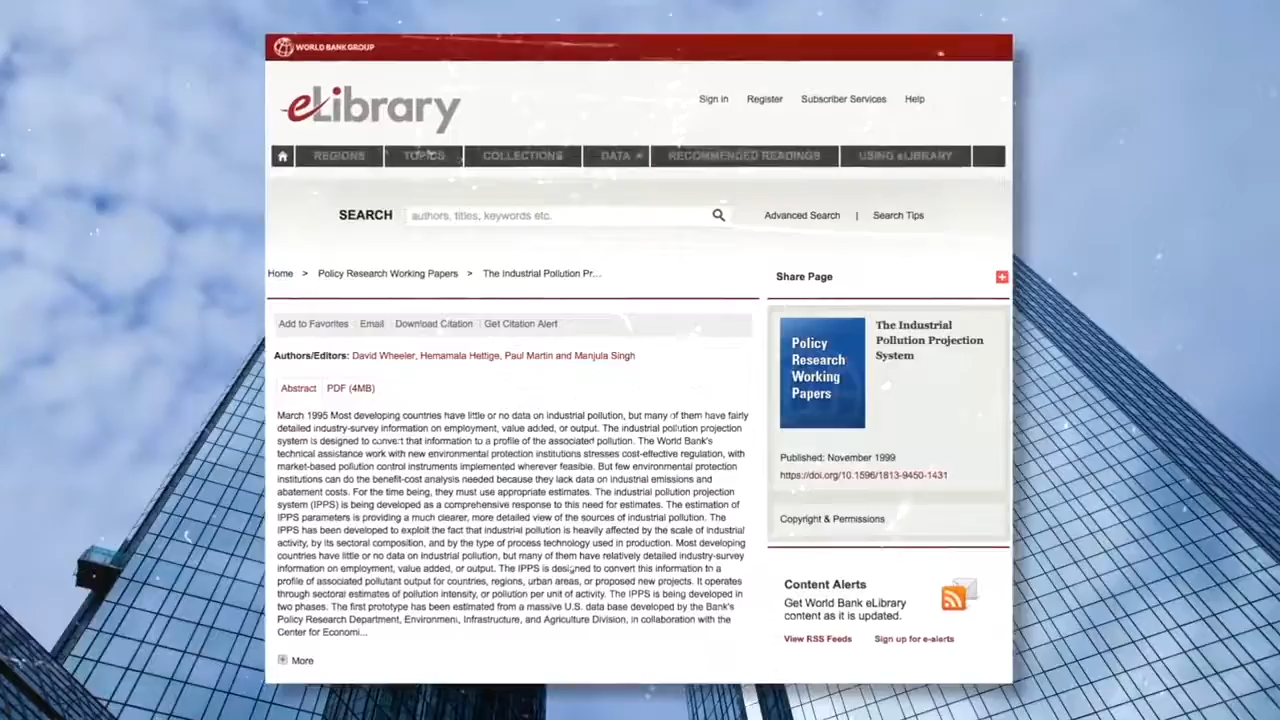 WORLD BANK GROUP
eLibrary
Sign in Register Subscriber Services Help
REGIONS TOPICS COLLECTIONS DATA RECOMMENDED READINGS USING eLIBRARY
SEARCH authors, titles, keywords etc. Advanced Search | Search Tips
Home > Policy Research Working Papers > The Industrial Pollution Pr...
Share Page
Add to Favorites Email Download Citation Get Citation Alert
Authors/Editors: David Wheeler, Hemamala Hettige, Paul Martin and Manjula Singh
Abstract PDF (4MB)
March 1995 Most developing countries have little or no data on industrial pollution, but many of them have fairly
detailed industry-survey information on employment, value added, or output. The industrial pollution projection
system is designed to convert that information to a profile of the associated pollution. The World Bank's
technical assistance work with new environmental protection institutions stresses cost-effective regulation, with
market-based pollution control instruments implemented wherever feasible. But few environmental protection
institutions can do the benefit-cost analysis needed because they lack data on industrial emissions and
abatement costs. For the time being, they must use appropriate estimates. The industrial pollution projection
system (IPPS) is being developed as a comprehensive response to this need for estimates. The estimation of
IPPS parameters is providing a much clearer, more detailed view of the sources of industrial pollution. The
IPPS has been developed to exploit the fact that industrial pollution is heavily affected by the scale of industrial
activity, by its sectoral composition, and by the type of process technology used in production. Most developing
countries have little or no data on industrial pollution, but many of them have relatively detailed industry-survey
information on employment, value added, or output. The IPPS is designed to convert this information to a
profile of associated pollutant output for countries, regions, urban areas, or proposed new projects. It operates
through sectoral estimates of pollution intensity, or pollution per unit of activity. The IPPS is being developed in
two phases. The first prototype has been estimated from a massive U.S. data base developed by the Bank's
Policy Research Department, Environment, Infrastructure, and Agriculture Division, in collaboration with the
Center for Economi...
More
Policy
Research
Working
Papers
The Industrial
Pollution Projection
System
Published: November 1999
https://doi.org/10.1596/1813-9450-1431
Copyright & Permissions
Content Alerts
Get World Bank eLibrary
content as it is updated.
View RSS Feeds Sign up for e-alerts